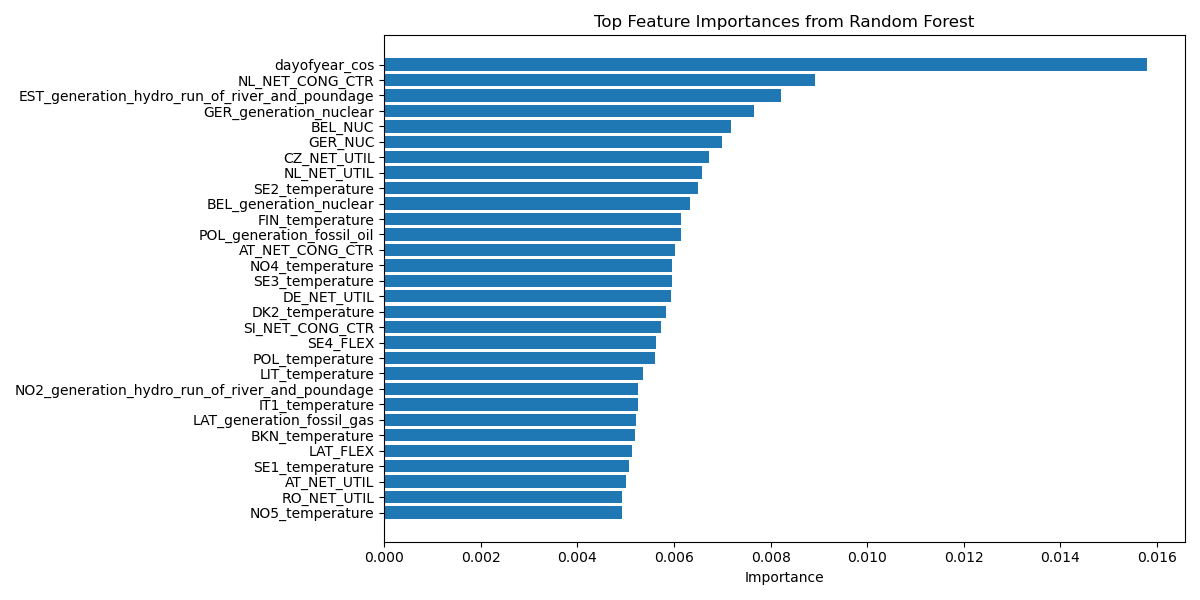 Top Feature Importances from Random Forest
dayofyear_cos
NL_NET_CONG_CTR
EST_generation_hydro_run_of_river_and_poundage
GER_generation_nuclear
BEL_NUC
GER_NUC
CZ_NET_UTIL
NL_NET_UTIL
SE2_temperature
BEL_generation_nuclear
FIN_temperature
POL_generation_fossil_oil
AT_NET_CONG_CTR
NO4_temperature
SE3_temperature
DE_NET_UTIL
DK2_temperature
SI_NET_CONG_CTR
SE4_FLEX
POL_temperature
LIT_temperature
NO2_generation_hydro_run_of_river_and_poundage
IT1_temperature
LAT_generation_fossil_gas
BKN_temperature
LAT_FLEX
SE1_temperature
AT_NET_UTIL
RO_NET_UTIL
NO5_temperature
0.000 0.002 0.004 0.006 0.008 0.010 0.012 0.014 0.016
Importance